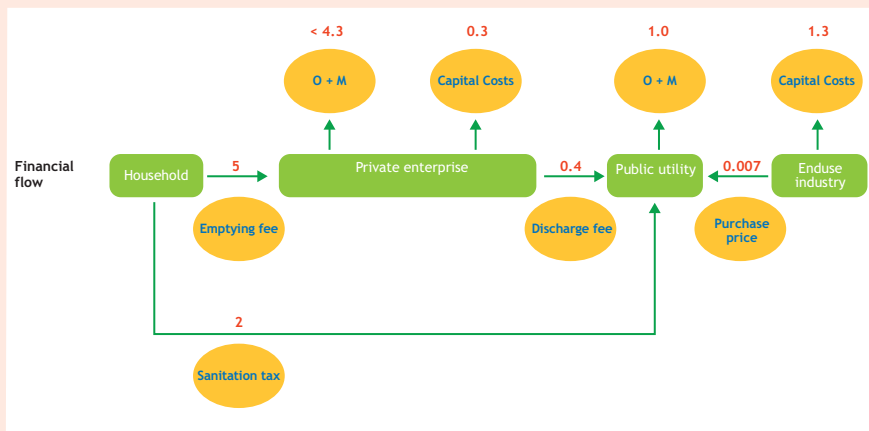 < 4.3
0.3
1.0
1.3
O + M
Capital Costs
O + M
Capital Costs
Financial
flow
Household
5
Private enterprise
0.4
Public utility
0.007
Enduse
industry
Emptying fee
Discharge fee
Purchase
price
2
Sanitation tax